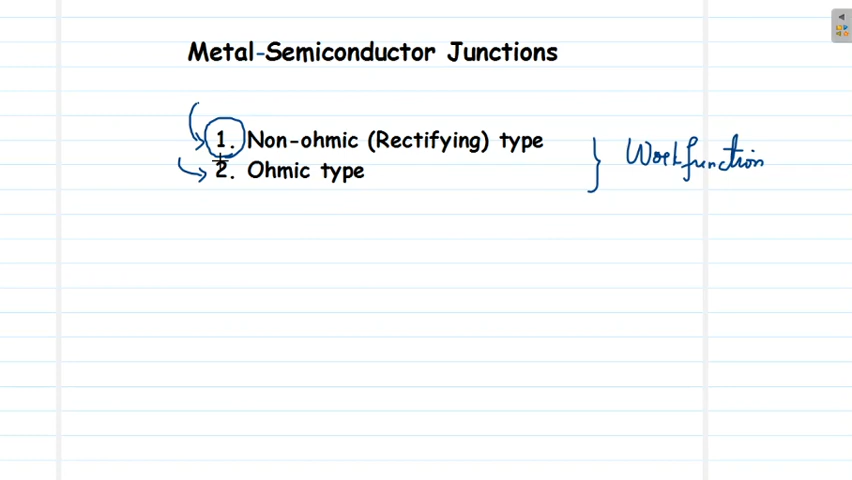 Metal-Semiconductor Junctions
1. Non-ohmic (Rectifying) type
2. Ohmic type
Workfunction